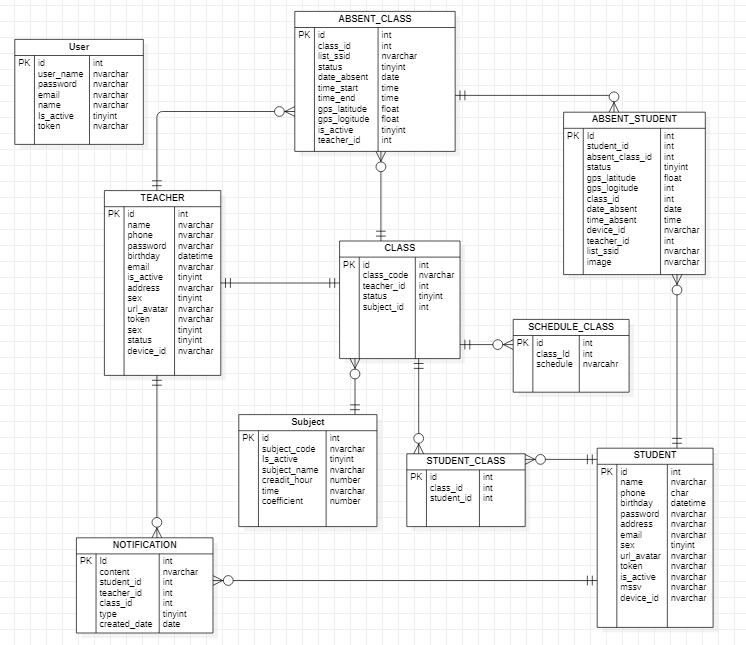 User
PK id int
user_name nvarchar
password nvarchar
email nvarchar
name nvarchar
Is_active tinyint
token nvarchar
ABSENT_CLASS
PK id int
class_id int
list_ssid nvarchar
status tinyint
date_absent date
time_start time
time_end time
gps_latitude float
gps_logitude float
is_active tinyint
teacher_id int
ABSENT_STUDENT
PK Id int
student_id int
absent_class_id int
status tinyint
gps_latitude float
gps_logitude int
class_id int
date_absent date
time_absent time
device_id nvarchar
teacher_id int
list_ssid nvarchar
image nvarchar
TEACHER
PK id int
name nvarchar
phone nvarchar
password nvarchar
birthday datetime
email nvarchar
is_active tinyint
address nvarchar
sex tinyint
url_avatar nvarchar
token nvarchar
sex tinyint
status tinyint
device_id nvarchar
CLASS
PK id int
class_code nvarchar
teacher_id int
status tinyint
subject_id int
SCHEDULE_CLASS
PK id int
class_Id int
schedule nvarcahr
Subject
PK id int
subject_code nvarchar
Is_active tinyint
subject_name nvarchar
creadit_hour number
time nvarchar
coefficient number
STUDENT_CLASS
PK id int
class_id int
student_id int
STUDENT
PK id int
name nvarchar
phone char
birthday datetime
password nvarchar
address nvarchar
email nvarchar
sex tinyint
url_avatar nvarchar
token nvarchar
is_active nvarchar
mssv nvarchar
device_id nvarchar
NOTIFICATION
PK Id int
content nvarchar
student_id int
teacher_id int
class_id int
type tinyint
created_date date